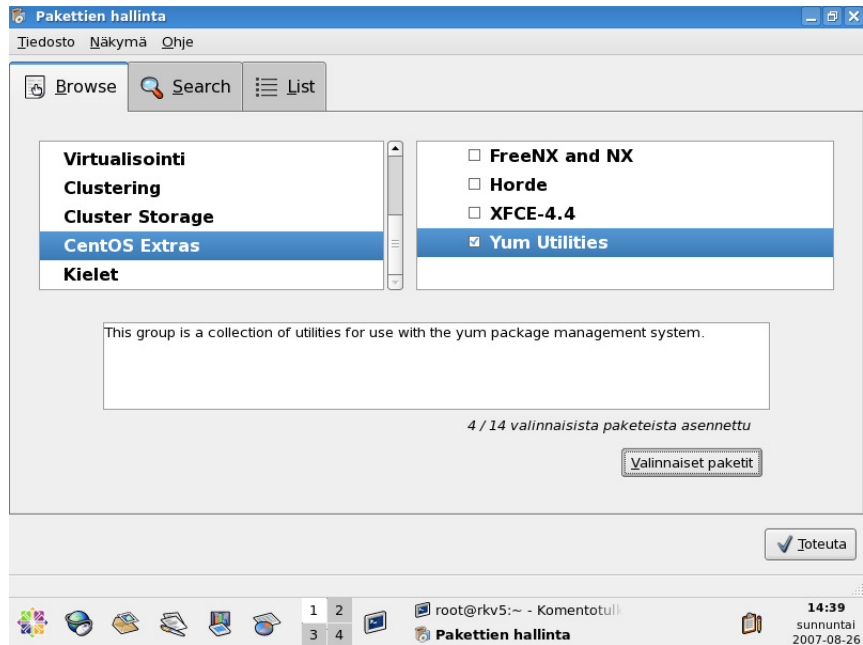 Pakettien hallinta
Tiedosto Näkymä Ohje
Browse Search List
Virtualisointi
Clustering
Cluster Storage
CentOS Extras
Kielet
FreeNX and NX
Horde
XFCE-4.4
Yum Utilities
This group is a collection of utilities for use with the yum package management system.
4 / 14 valinnaisista paketeista asennettu
Valinnaiset paketit
Toteuta
1 2
3 4
root@rkv5:~ - Komentotulk
Pakettien hallinta
14:39
sunnuntai
2007-08-26